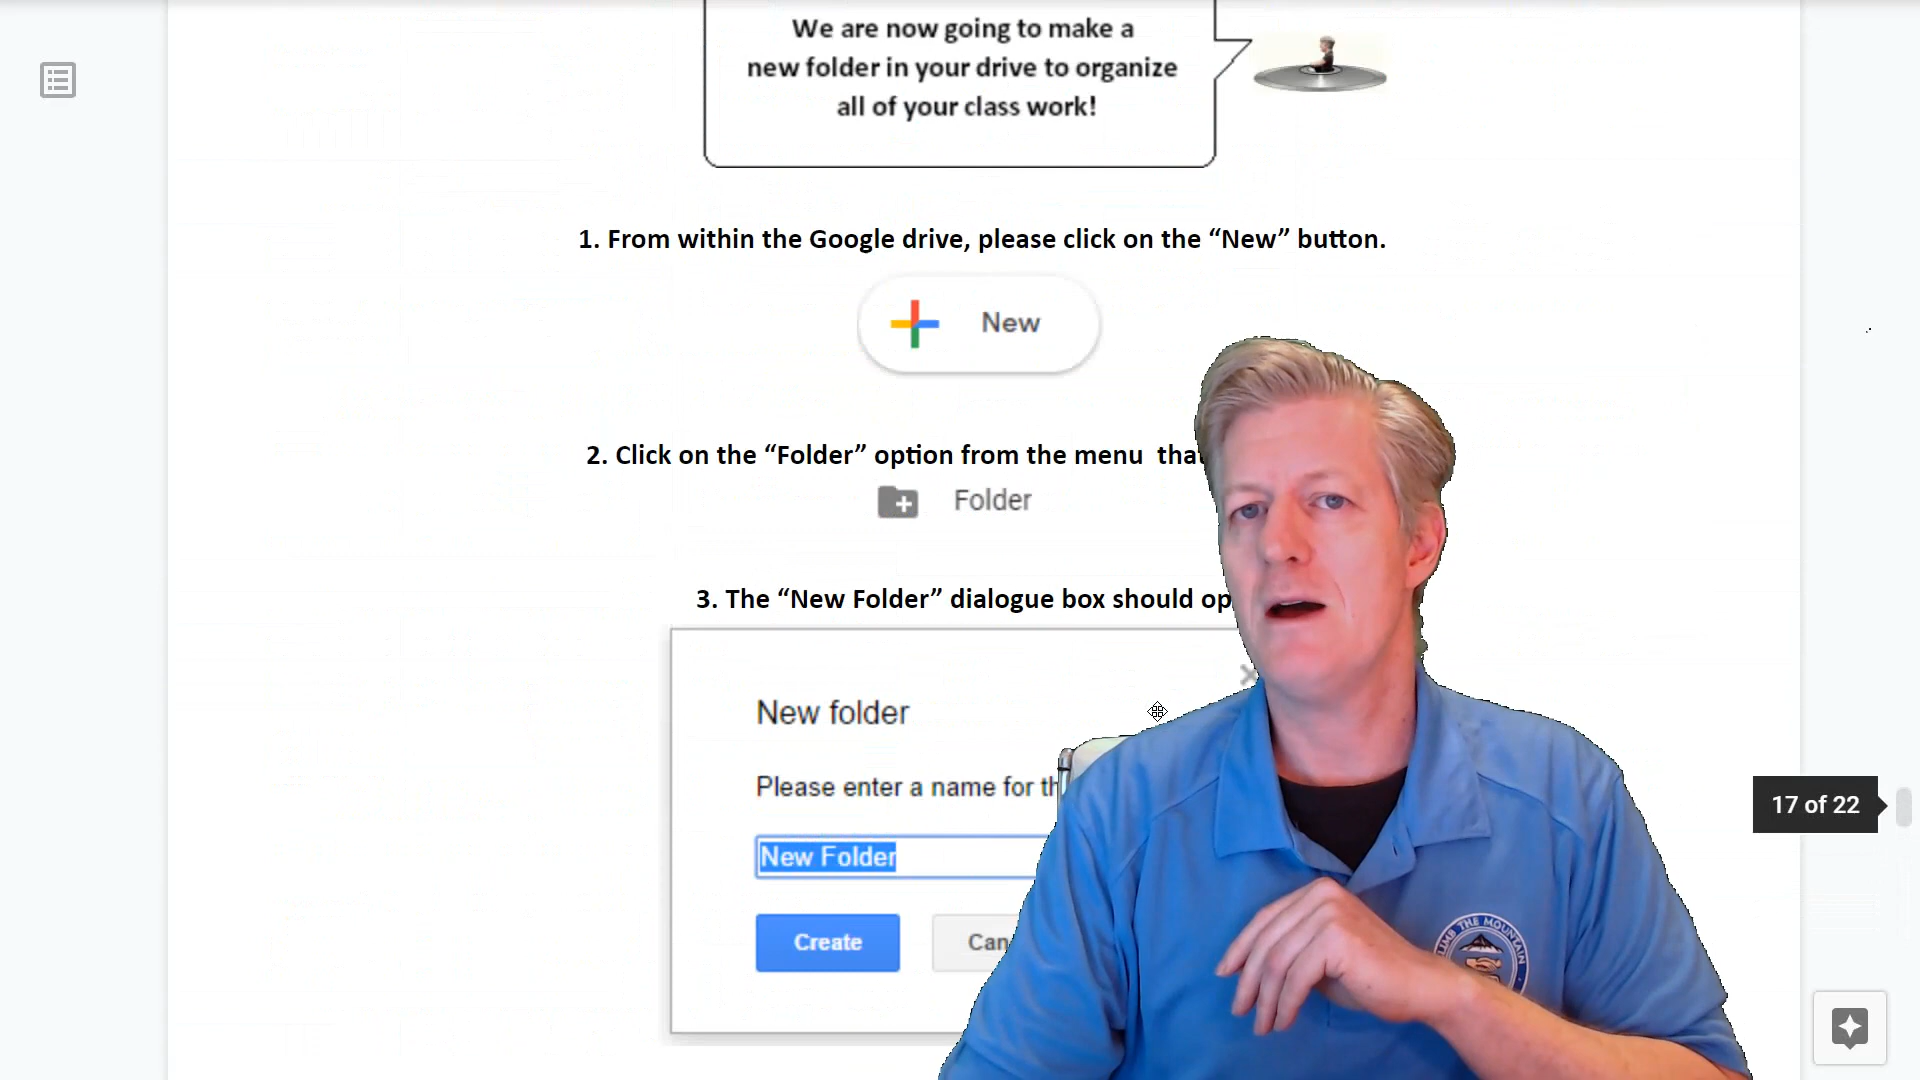 We are now going to make a
new folder in your drive to organize
all of your class work!
1. From within the Google drive, please click on the “New” button.
New
2. Click on the “Folder” option from the menu
Folder
3. The “New Folder” dialogue box should
New folder
Please enter a name for
New Folder
Create
17 of 22
THE MOUNTAIN